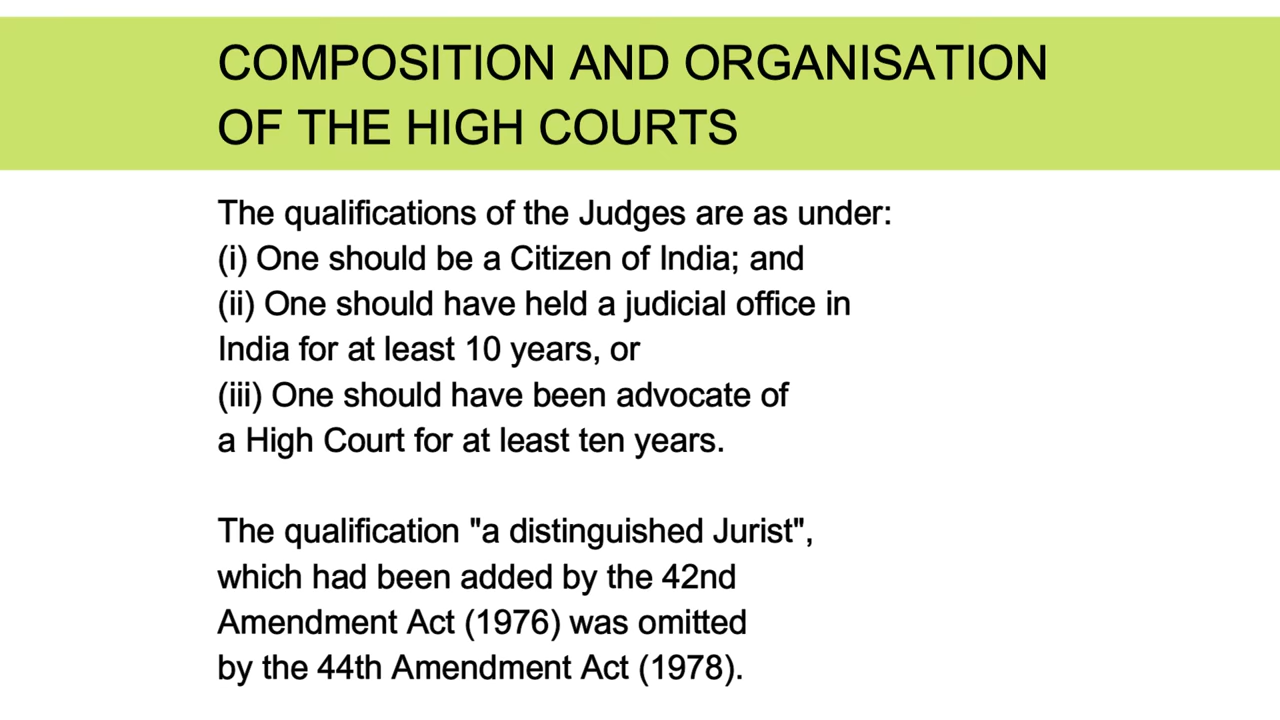 COMPOSITION AND ORGANISATION
OF THE HIGH COURTS
The qualifications of the Judges are as under:
(i) One should be a Citizen of India; and
(ii) One should have held a judicial office in
India for at least 10 years, or
(iii) One should have been advocate of
a High Court for at least ten years.
The qualification "a distinguished Jurist",
which had been added by the 42nd
Amendment Act (1976) was omitted
by the 44th Amendment Act (1978).